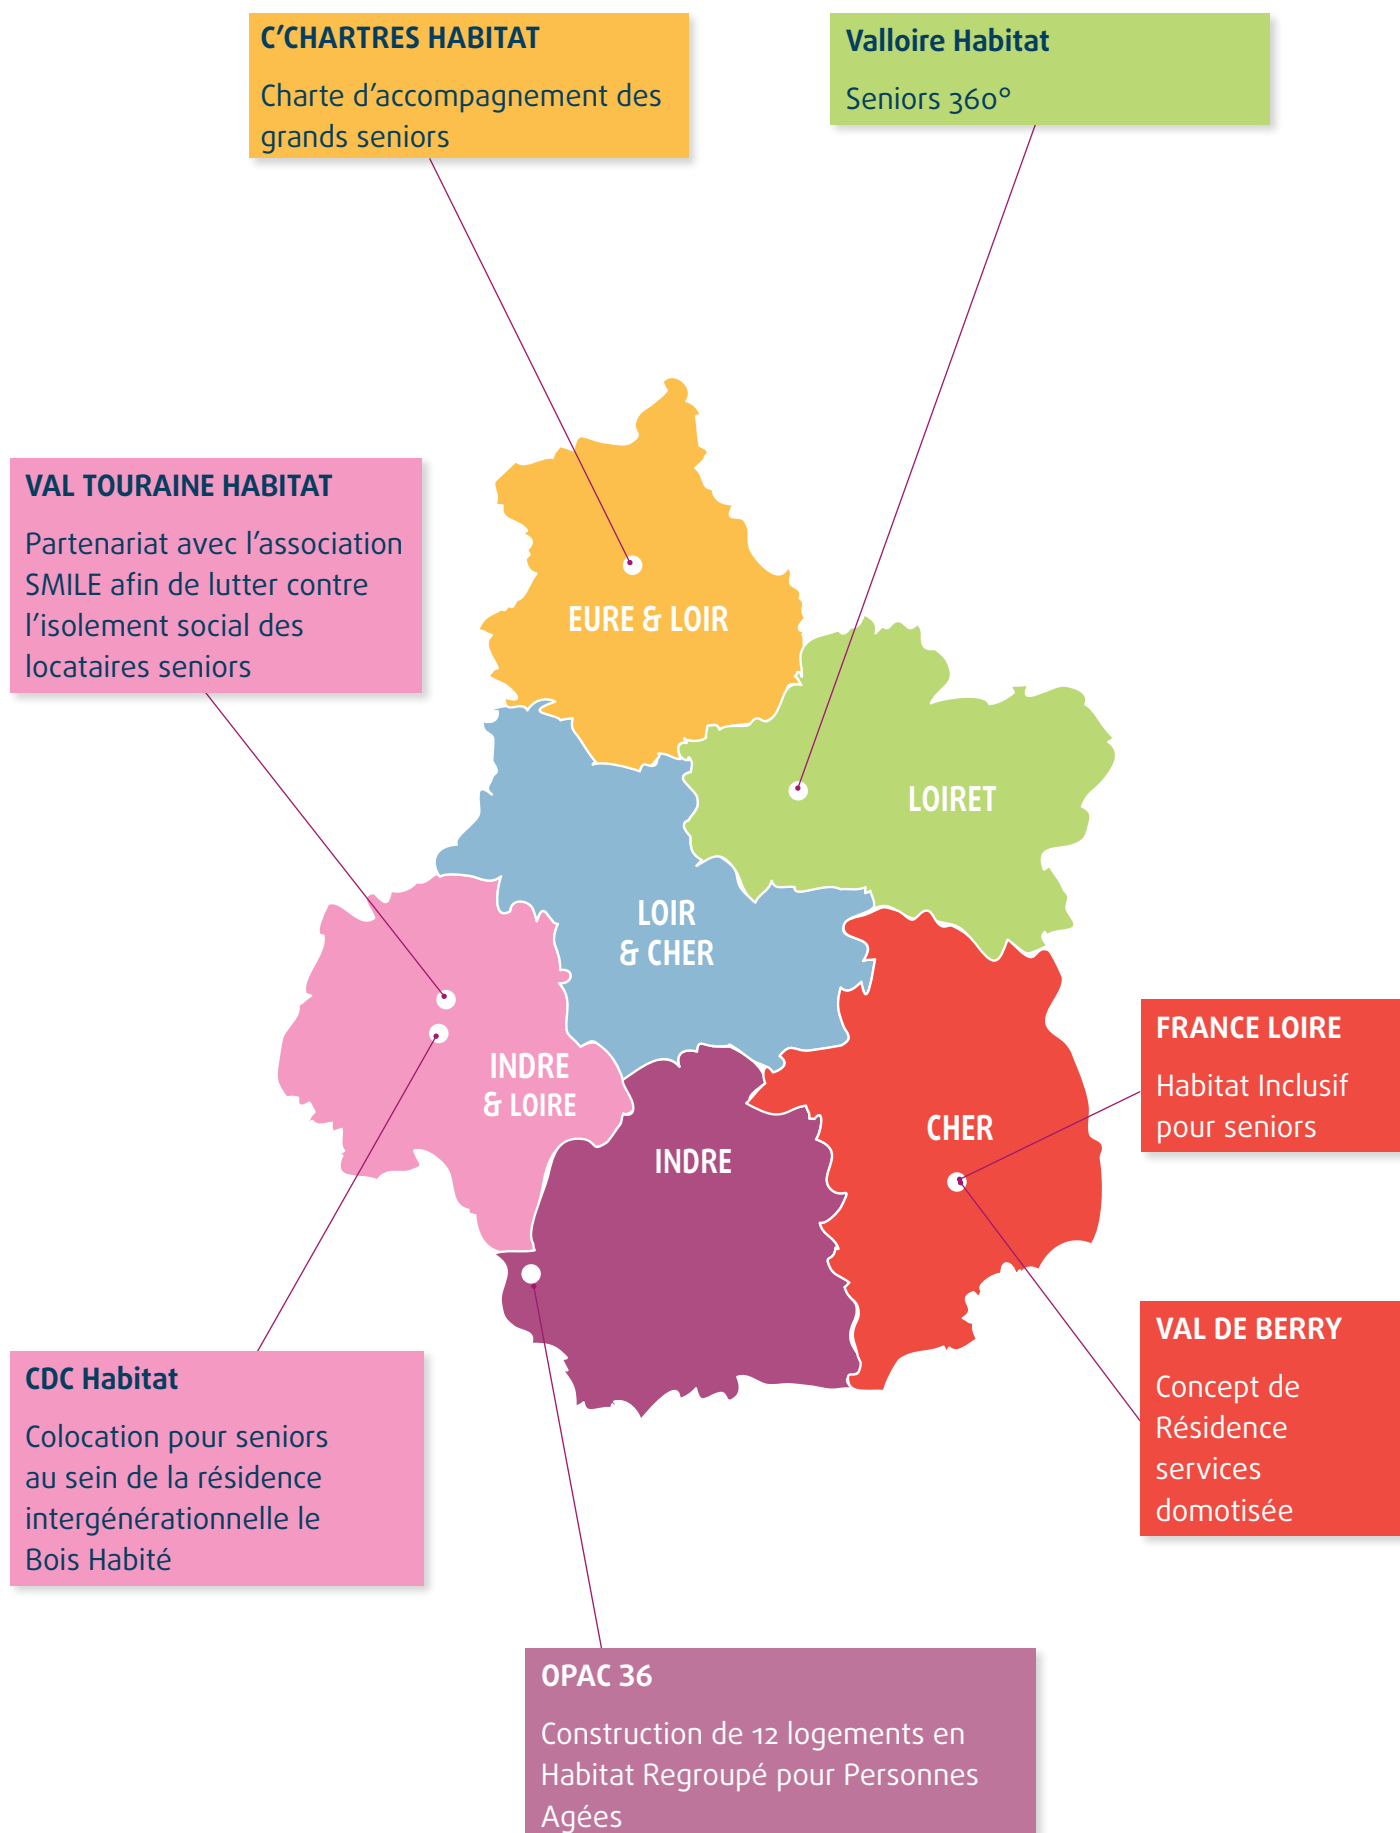 C'CHARTRES HABITAT
Charte d'accompagnement des
grands seniors
Valloire Habitat
Seniors 360°
VAL TOURAINE HABITAT
Partenariat avec l'association
SMILE afin de lutter contre
l'isolement social des
locataires seniors
EURE & LOIR
LOIRET
LOIR
& CHER
INDRE
& LOIRE
CHER
INDRE
FRANCE LOIRE
Habitat Inclusif
pour seniors
VAL DE BERRY
Concept de
Résidence
services
domotisée
CDC Habitat
Colocation pour seniors
au sein de la résidence
intergénérationnelle le
Bois Habité
OPAC 36
Construction de 12 logements en
Habitat Regroupé pour Personnes
Agées